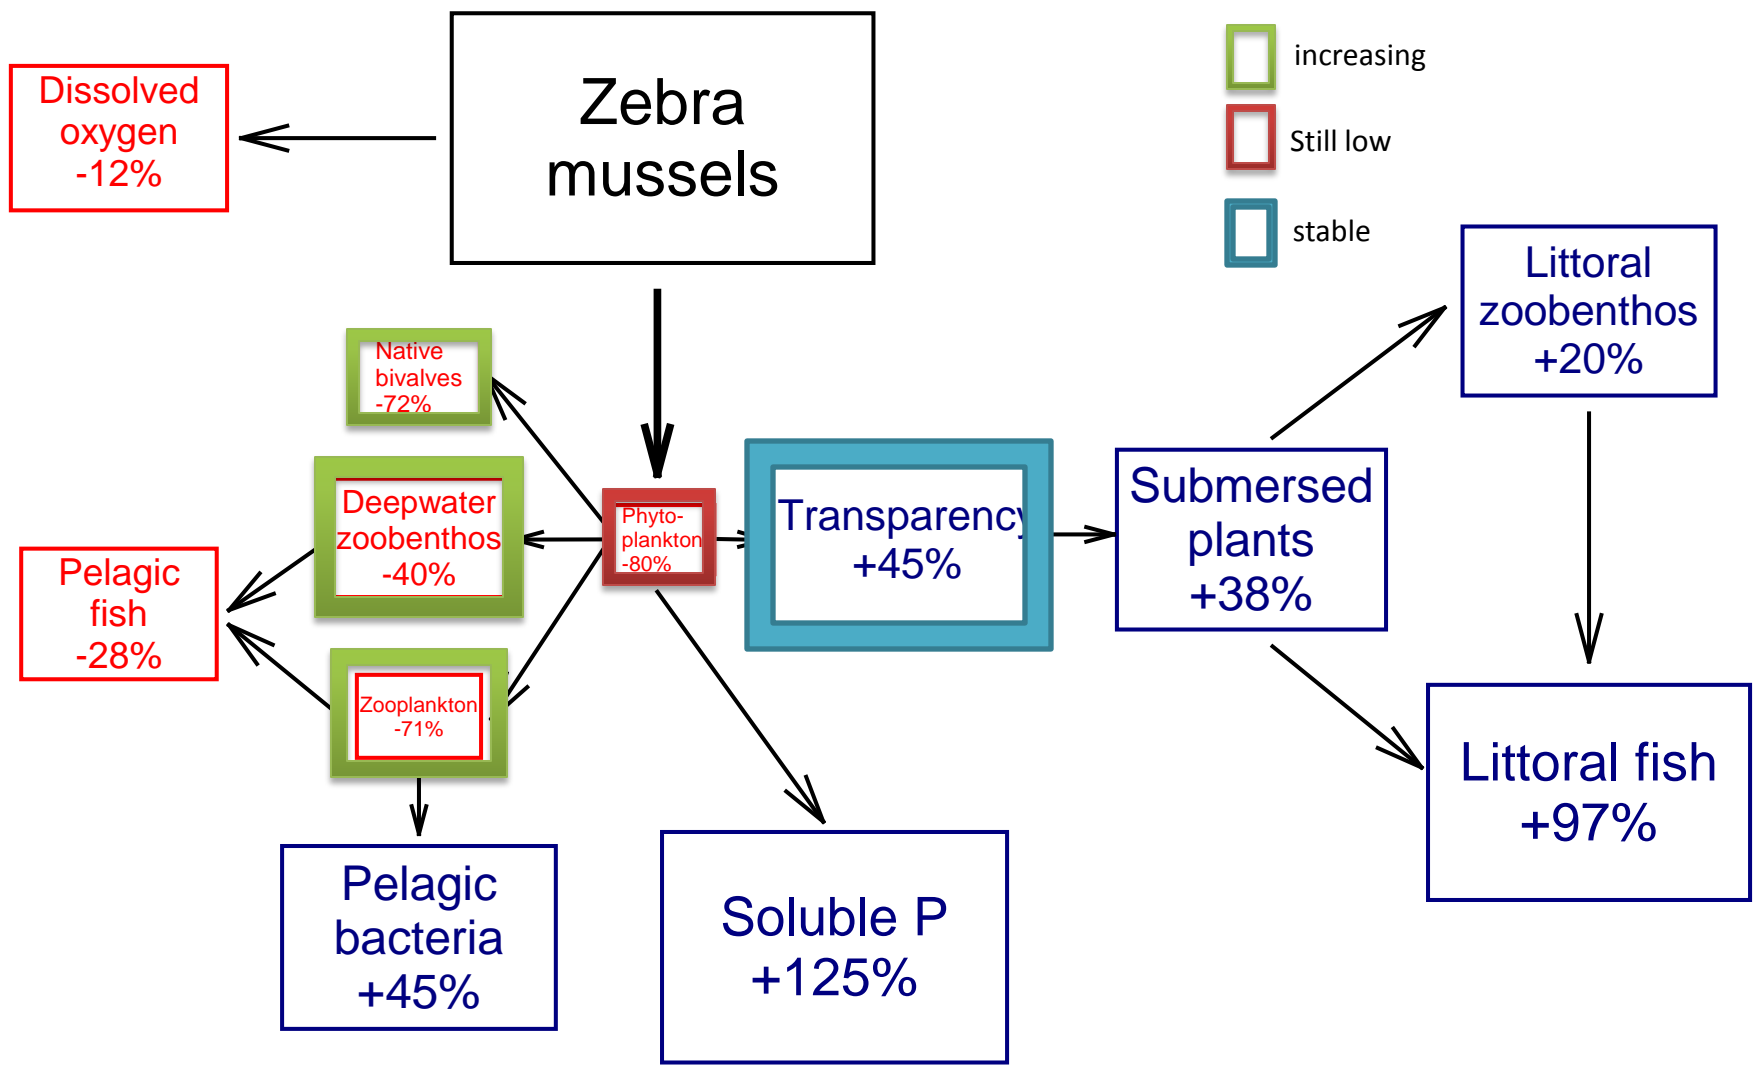 Zebra
mussels
Dissolved
oxygen
-12%
increasing
Still low
stable
Littoral
zoobenthos
+20%
Native
bivalves
-72%
Deepwater
zoobenthos
-40%
Phyto-
plankton
-80%
Transparency
+45%
Submersed
plants
+38%
Pelagic
fish
-28%
Zooplankton
-71%
Littoral fish
+97%
Pelagic
bacteria
+45%
Soluble P
+125%